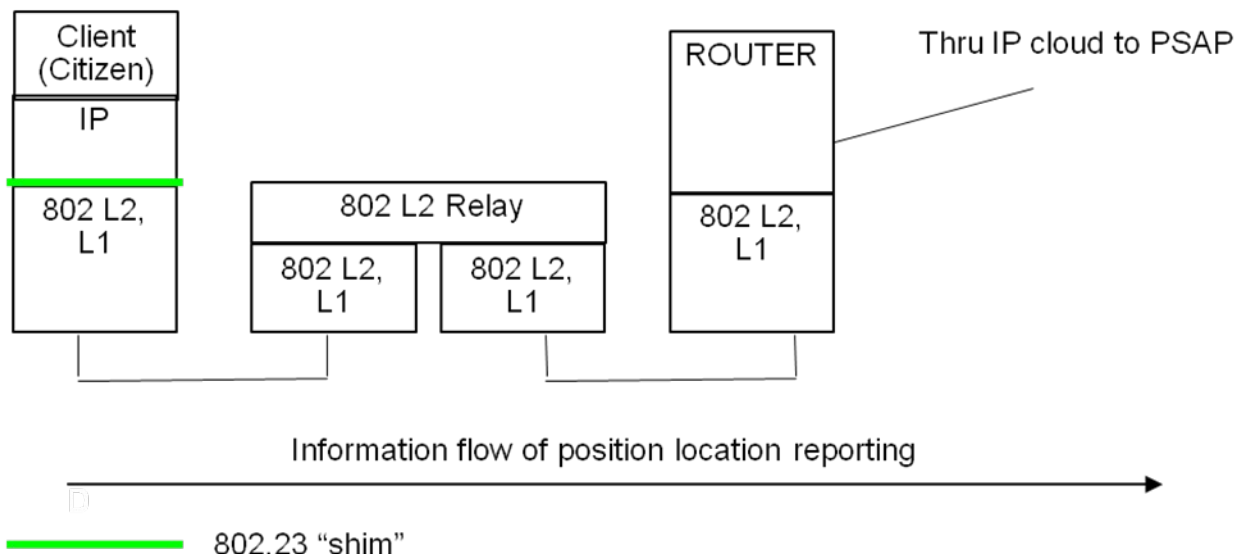 Client
(Citizen)
IP
802 L2,
L1
802 L2 Relay
802 L2,
L1
802 L2,
L1
ROUTER
802 L2,
L1
Thru IP cloud to PSAP
Information flow of position location reporting
D
802.23 “shim”